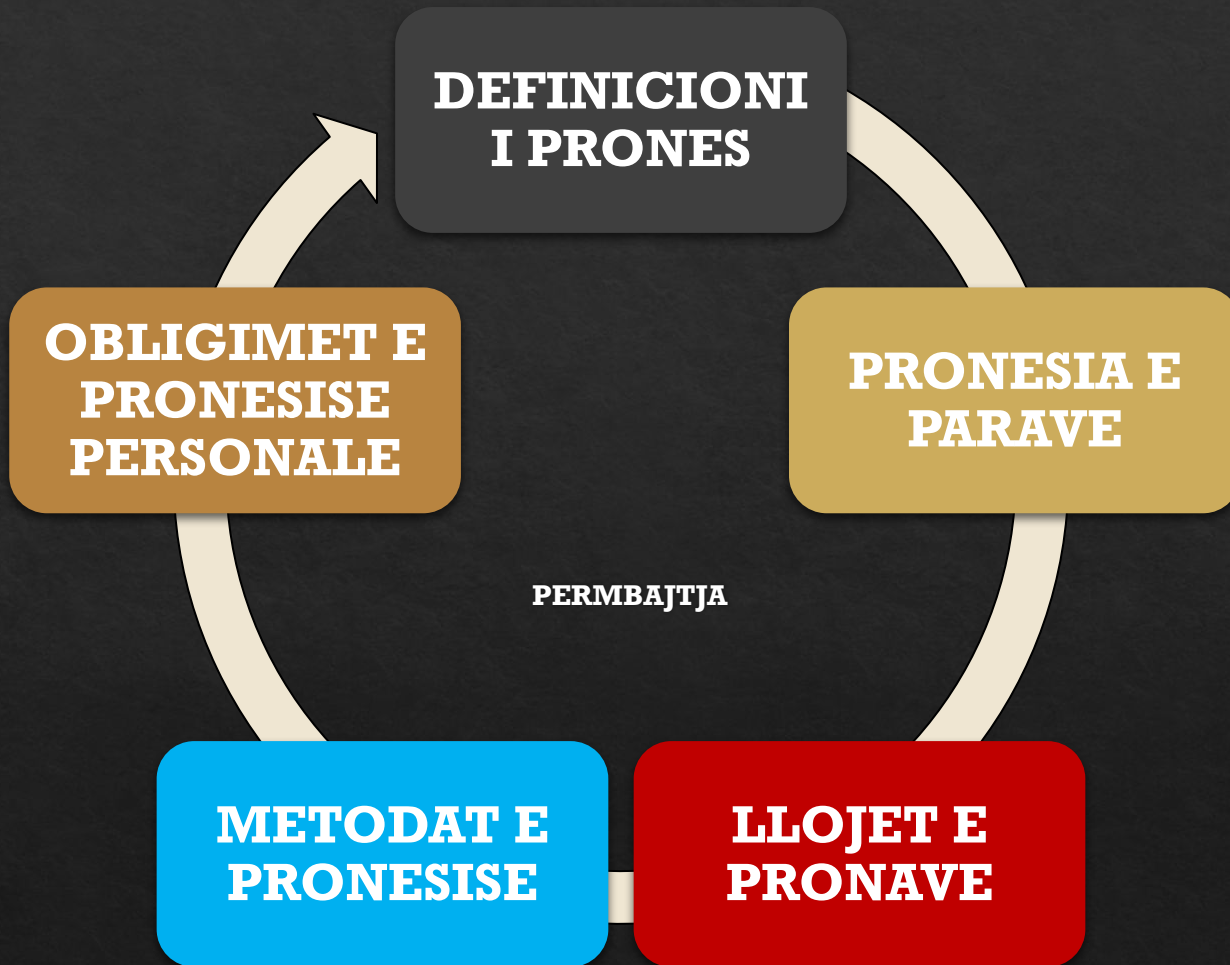 DEFINICIONI
I PRONES
PRONESIA E
PARAVE
LLOJET E
PRONAVE
METODAT E
PRONESISE
OBLIGIMET E
PRONESISE
PERSONALE
PERMBAJTJA